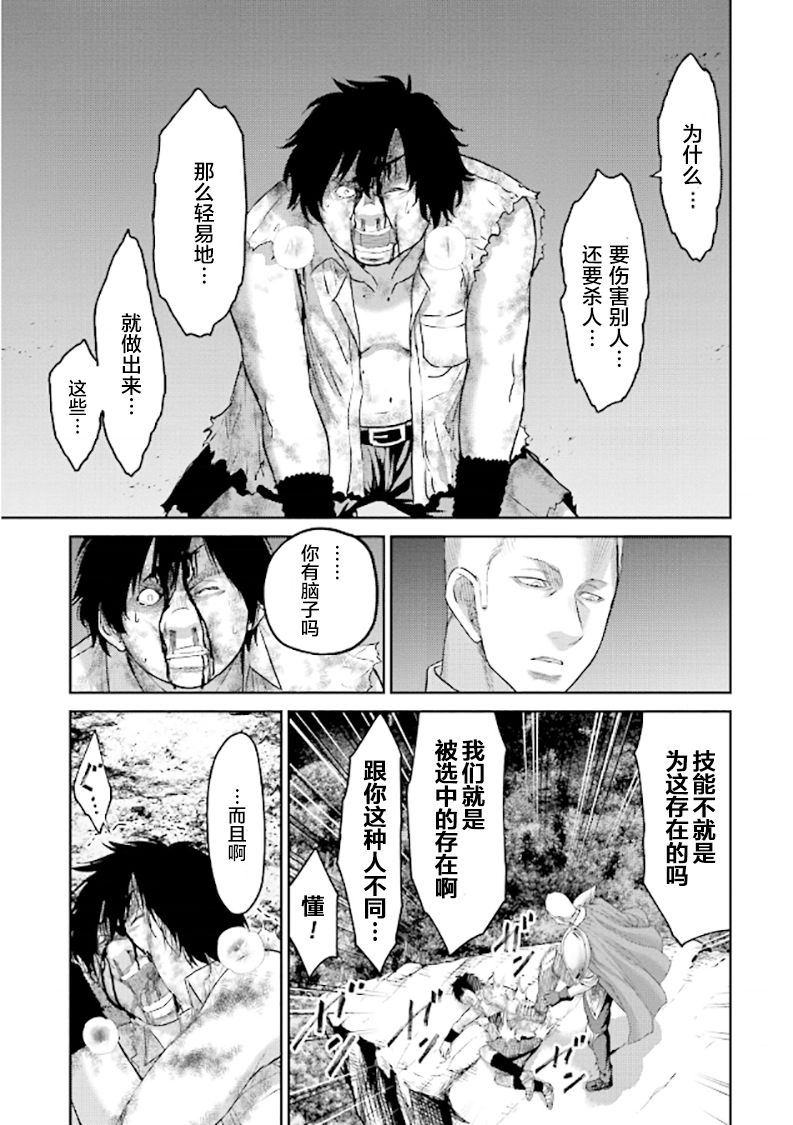 为什么…
要伤害别人…
还要杀人…
那么轻易地…
就做出来…
这些…
……
你有脑子吗
技能不就是
为这存在的吗
我们就是
被选中的存在啊
跟你这种人不同…
懂！
…而且啊